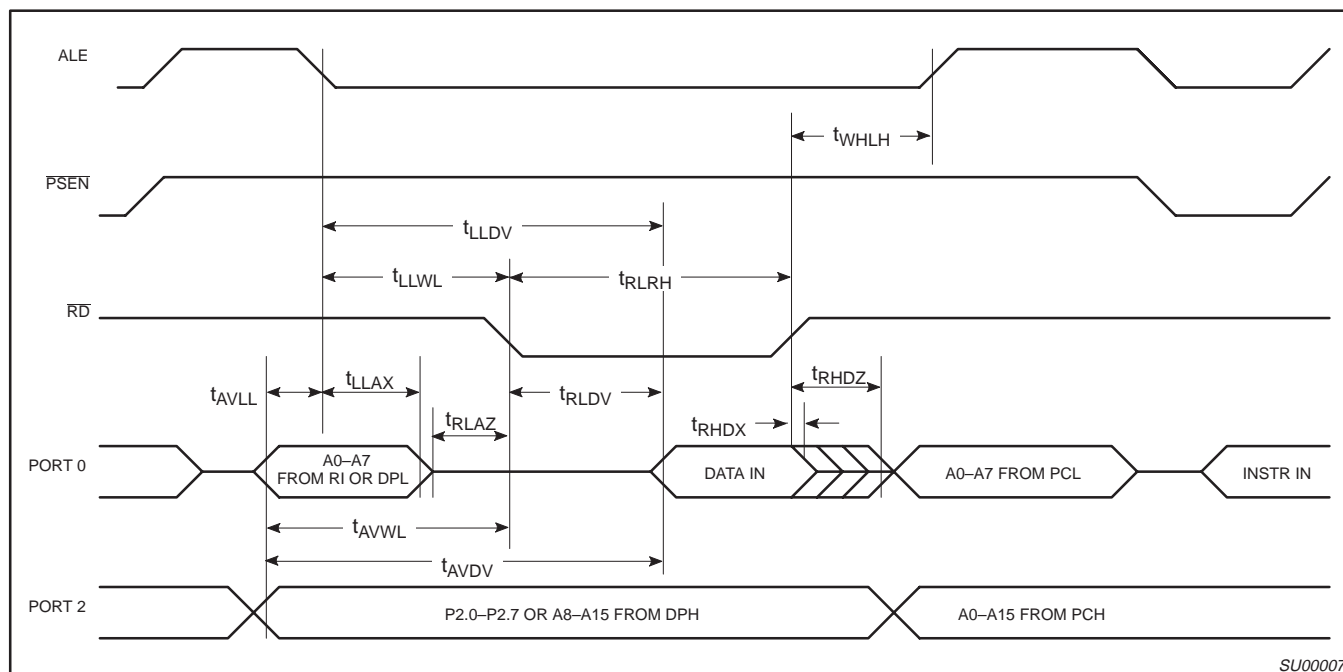 ALE
tWHLH
PSEN
tLLDV
tLLWL
tRLRH
RD
tAVLL
tLLAX
tRLDV
tRHDZ
tRLAZ
tRHDX
PORT 0
A0–A7
FROM RI OR DPL
DATA IN
A0–A7 FROM PCL
INSTR IN
tAVWL
tAVDV
PORT 2
P2.0–P2.7 OR A8–A15 FROM DPH
A0–A15 FROM PCH
SU00007